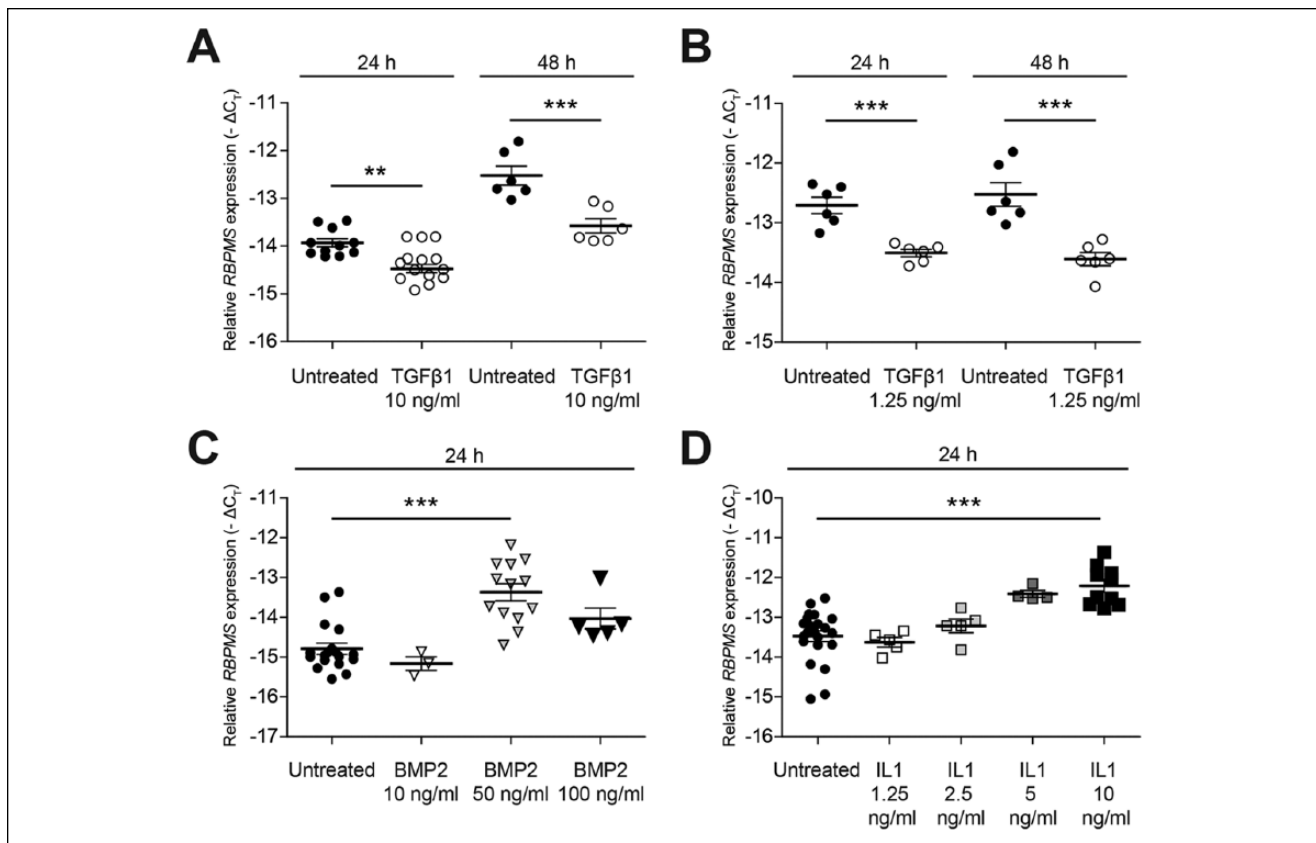 A
24 h
48 h
Relative RBPMS expression (- ΔCT)
-11
-12
-13
-14
-15
-16
**
***
Untreated
TGFβ1
10 ng/ml
Untreated
TGFβ1
10 ng/ml
B
24 h
48 h
Relative RBPMS expression (- ΔCT)
-11
-12
-13
-14
-15
***
***
Untreated
TGFβ1
1.25 ng/ml
Untreated
TGFβ1
1.25 ng/ml
C
24 h
Relative RBPMS expression (- ΔCT)
-11
-12
-13
-14
-15
-16
-17
***
Untreated
BMP2
10 ng/ml
BMP2
50 ng/ml
BMP2
100 ng/ml
D
24 h
Relative RBPMS expression (- ΔCT)
-10
-11
-12
-13
-14
-15
-16
***
Untreated
IL1
1.25
ng/ml
IL1
2.5
ng/ml
IL1
5
ng/ml
IL1
10
ng/ml